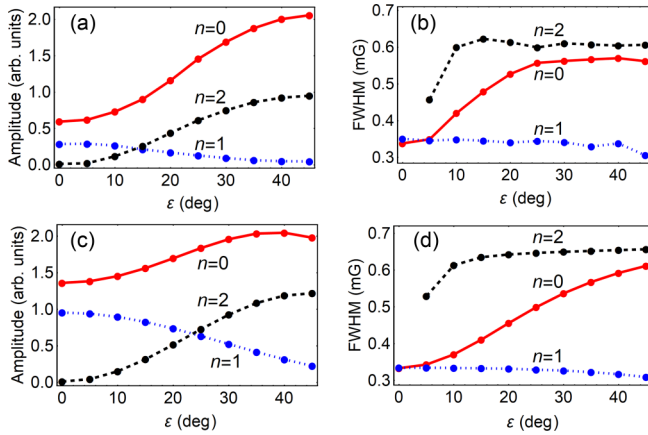 (a)
Amplitude (arb. units)
2.0
1.5
1.0
0.5
0.0
n=0
n=2
n=1
0 10 20 30 40
ε (deg)
(b)
FWHM (mG)
0.7
0.6
0.5
0.4
0.3
n=2
n=0
n=1
0 10 20 30 40
ε (deg)
(c)
Amplitude (arb. units)
2.0
1.5
1.0
0.5
0.0
n=0
n=2
n=1
0 10 20 30 40
ε (deg)
(d)
FWHM (mG)
0.7
0.6
0.5
0.4
0.3
n=2
n=0
n=1
0 10 20 30 40
ε (deg)